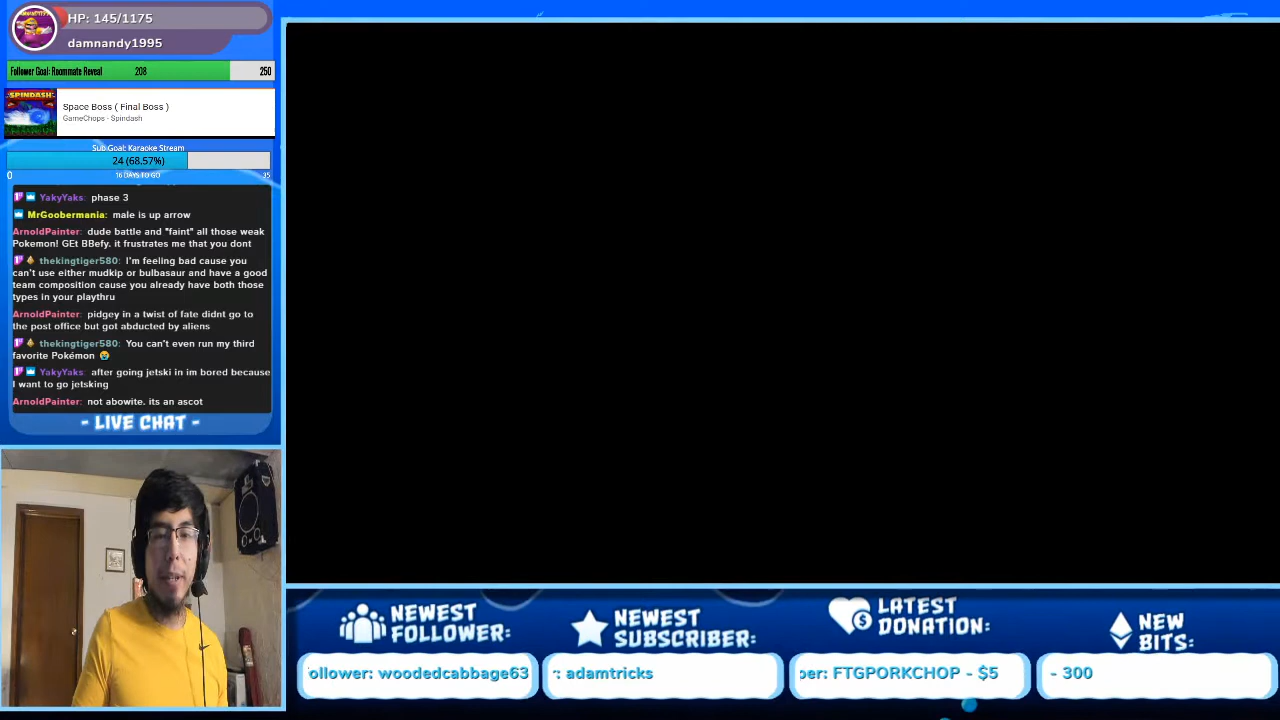 HP: 145/1175
damnandy1995
Follower Goal: Roommate Reveal 208 250
SPINDASH
Space Boss ( Final Boss )
GameChops - Spindash
Sub Goal: Karaoke Stream
24 (68.57%)
0 16 DAYS TO GO 35
YakyYaks: phase 3
MrGoobermania: male is up arrow
ArnoldPainter: dude battle and "faint" all those weak
Pokemon! GEt BBefy. it frustrates me that you dont
thekingtiger580: I'm feeling bad cause you
can't use either mudkip or bulbasaur and have a good
team composition cause you already have both those
types in your playthru
ArnoldPainter: pidgey in a twist of fate didnt go to
the post office but got abducted by aliens
thekingtiger580: You can't even run my third
favorite Pokémon 😭
YakyYaks: after going jetski in im bored because
I want to go jetsking
ArnoldPainter: not abowite. its an ascot
- LIVE CHAT -
NEWEST
FOLLOWER:
ollower: woodedcabbage63
NEWEST
SUBSCRIBER:
: adamtricks
LATEST
DONATION:
per: FTGPORKCHOP - $5
NEW
BITS:
- 300